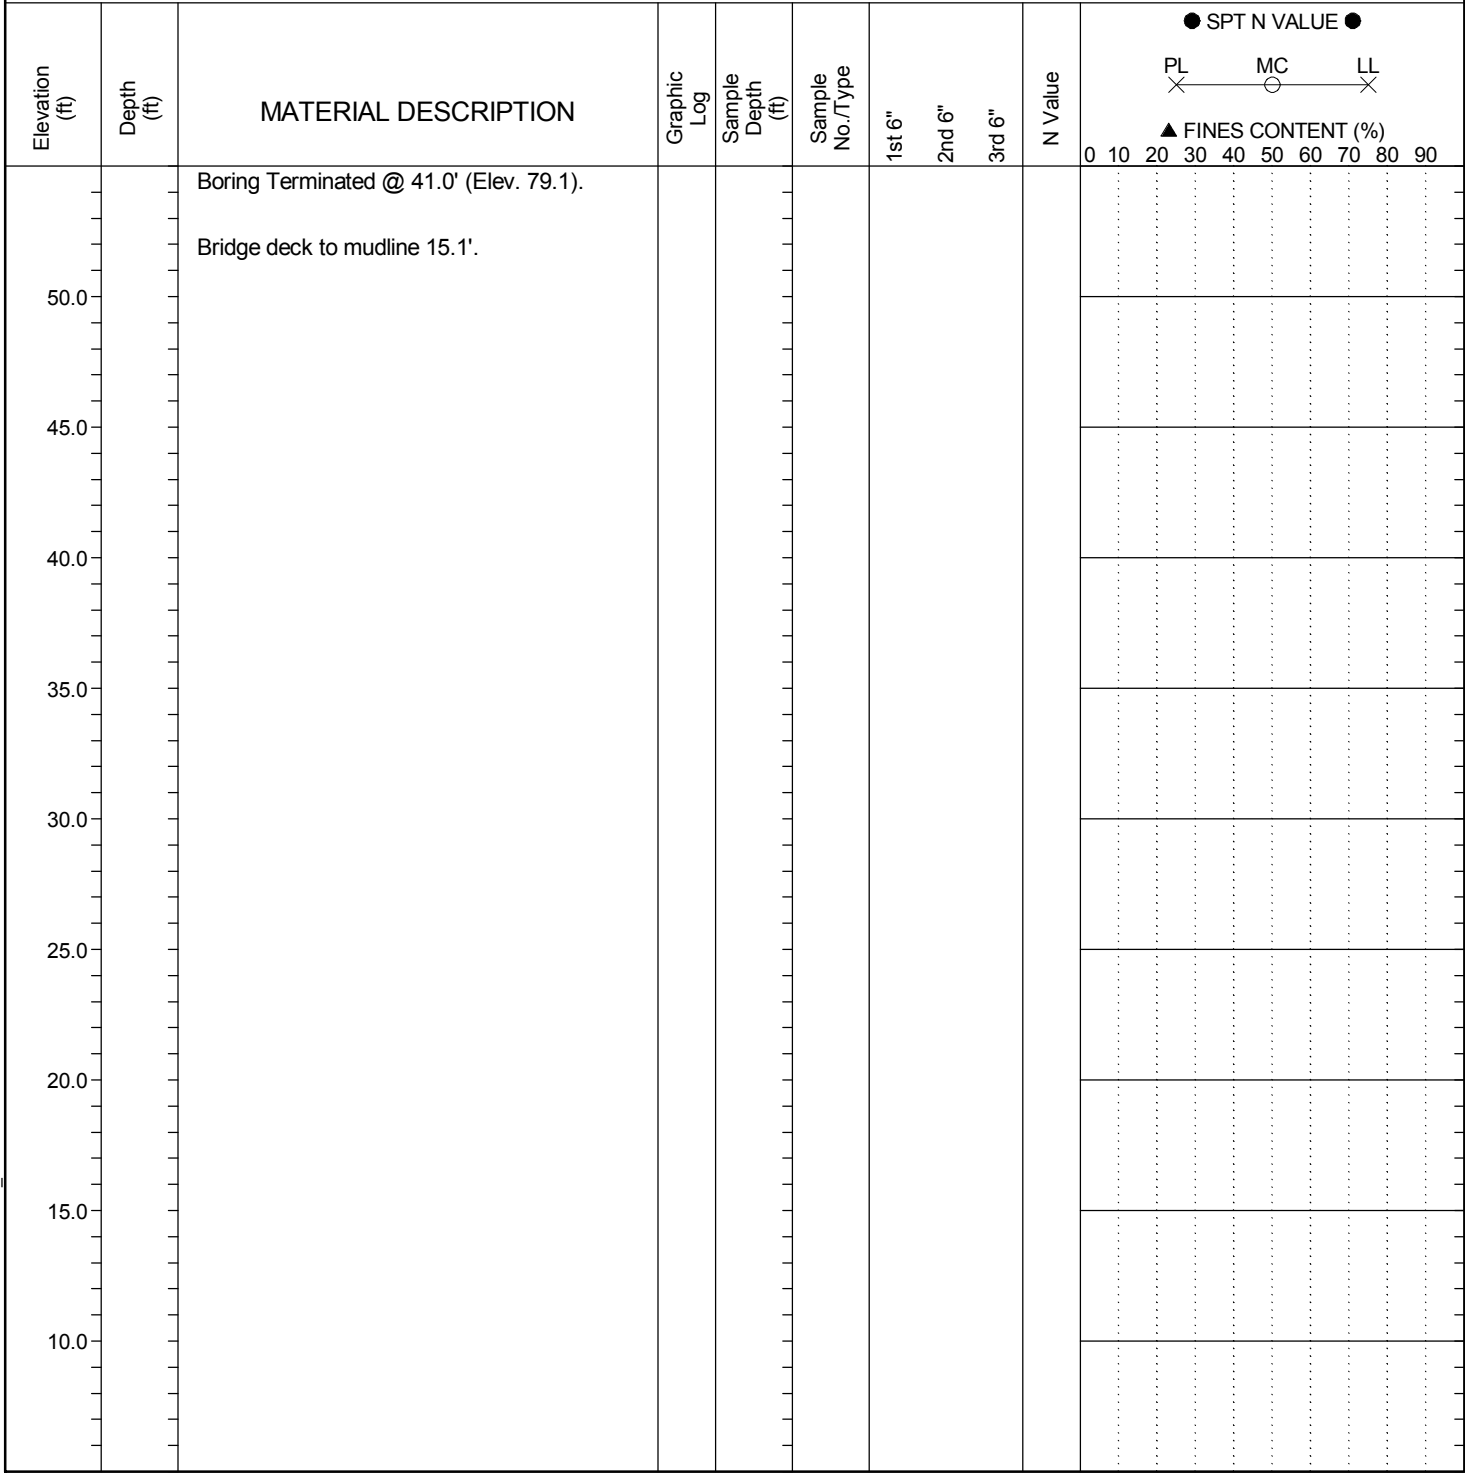 Elevation
(ft)
Depth
(ft)
MATERIAL DESCRIPTION
Graphic
Log
Sample
Depth
(ft)
Sample
No./Type
1st 6"
2nd 6"
3rd 6"
N Value
● SPT N VALUE ●
PL MC LL
▲ FINES CONTENT (%)
0 10 20 30 40 50 60 70 80 90
Boring Terminated @ 41.0' (Elev. 79.1).
Bridge deck to mudline 15.1'.
50.0
45.0
40.0
35.0
30.0
25.0
20.0
15.0
10.0